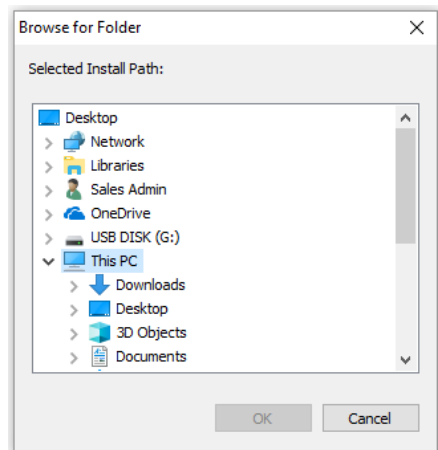 Browse for Folder
Selected Install Path:
Desktop
Network
Libraries
Sales Admin
OneDrive
USB DISK (G:)
This PC
Downloads
Desktop
3D Objects
Documents
OK
Cancel